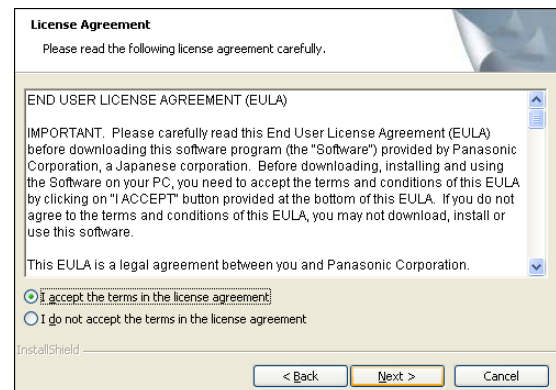 License Agreement
Please read the following license agreement carefully.
END USER LICENSE AGREEMENT (EULA)
IMPORTANT.  Please carefully read this End User License Agreement (EULA)
before downloading this software program (the "Software") provided by Panasonic
Corporation, a Japanese corporation.  Before downloading, installing and using
the Software on your PC, you need to accept the terms and conditions of this EULA
by clicking on "I ACCEPT" button provided at the bottom of this EULA.  If you do not
agree to the terms and conditions of this EULA, you may not download, install or
use this software.
This EULA is a legal agreement between you and Panasonic Corporation.
I accept the terms in the license agreement
I do not accept the terms in the license agreement
InstallShield
< Back
Next >
Cancel